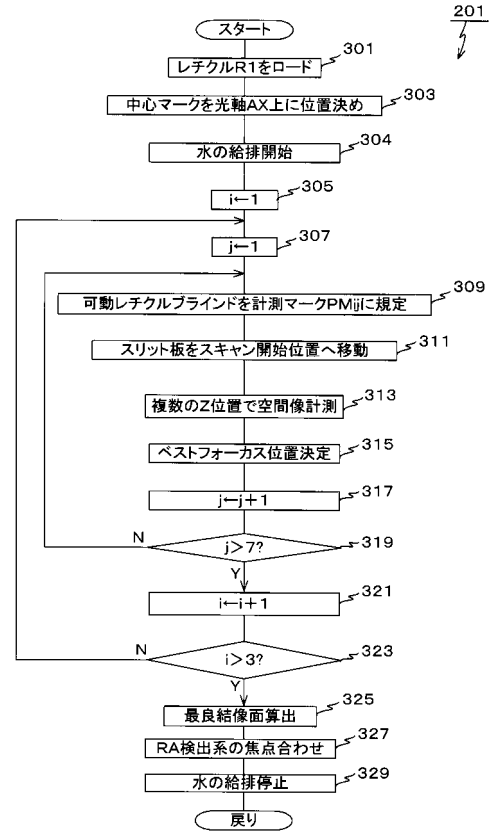 201
スタート
301
レチクルR1をロード
303
中心マークを光軸AX上に位置決め
304
水の給排開始
305
i←1
307
j←1
309
可動レチクルブラインドを計測マークPMijに規定
311
スリット板をスキャン開始位置へ移動
313
複数のZ位置で空間像計測
315
ベストフォーカス位置決定
317
j←j+1
N
j>7?
319
Y
321
i←i+1
N
i>3?
323
Y
325
最良結像面算出
327
RA検出系の焦点合わせ
329
水の給排停止
戻り